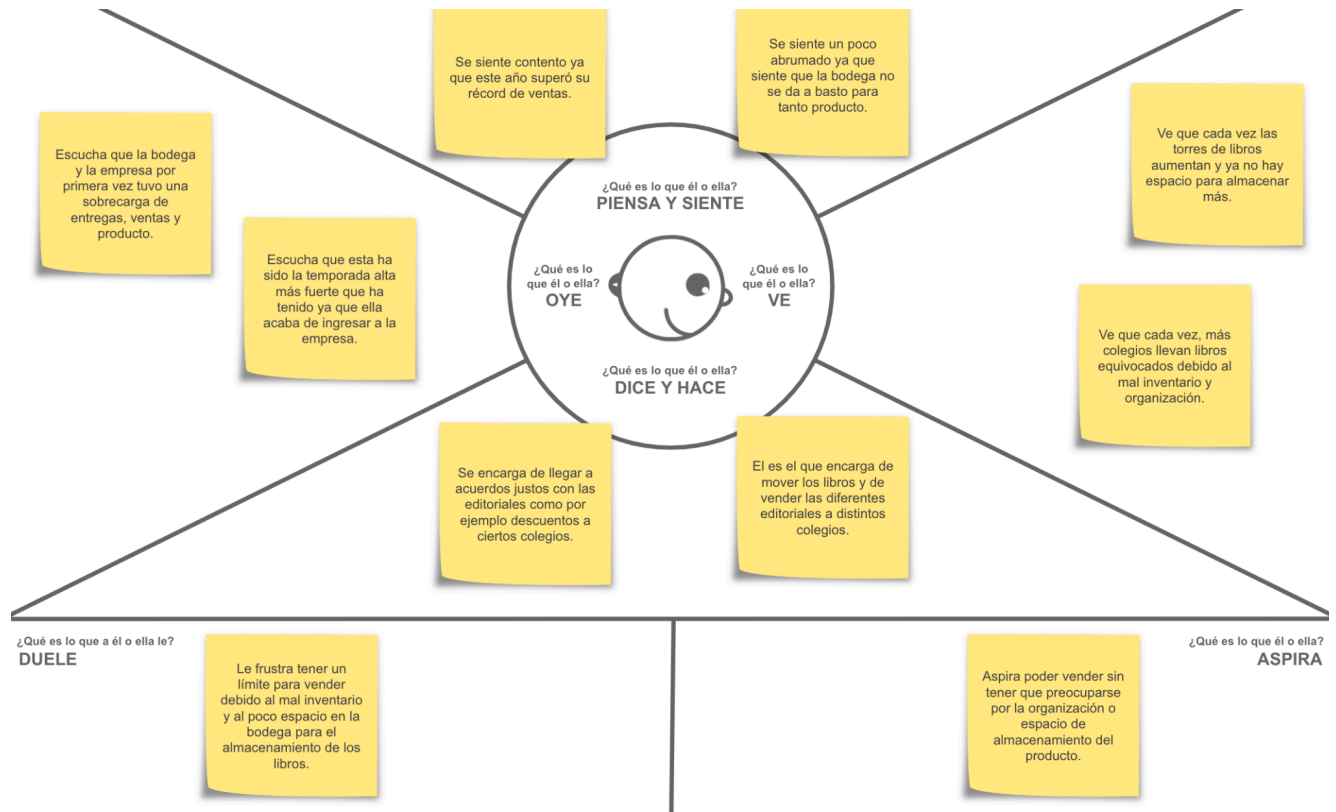 Se siente contento ya
que este año superó su
récord de ventas.
Se siente un poco
abrumado ya que
siente que la bodega no
se da a basto para
tanto producto.
Escucha que la bodega
y la empresa por
primera vez tuvo una
sobrecarga de
entregas, ventas y
producto.
Escucha que esta ha
sido la temporada alta
más fuerte que ha
tenido ya que ella
acaba de ingresar a la
empresa.
Ve que cada vez las
torres de libros
aumentan y ya no hay
espacio para almacenar
más.
Ve que cada vez, más
colegios llevan libros
equivocados debido al
mal inventario y
organización.
¿Qué es lo que él o ella?
PIENSA Y SIENTE
¿Qué es lo
que él o ella?
OYE
¿Qué es lo
que él o ella?
VE
¿Qué es lo que él o ella?
DICE Y HACE
Se encarga de llegar a
acuerdos justos con las
editoriales como por
ejemplo descuentos a
ciertos colegios.
El es el que encarga de
mover los libros y de
vender las diferentes
editoriales a distintos
colegios.
¿Qué es lo que a él o ella le?
DUELE
Le frustra tener un
límite para vender
debido al mal inventario
y al poco espacio en la
bodega para el
almacenamiento de los
libros.
¿Qué es lo que él o ella?
ASPIRA
Aspira poder vender sin
tener que preocuparse
por la organización o
espacio de
almacenamiento del
producto.